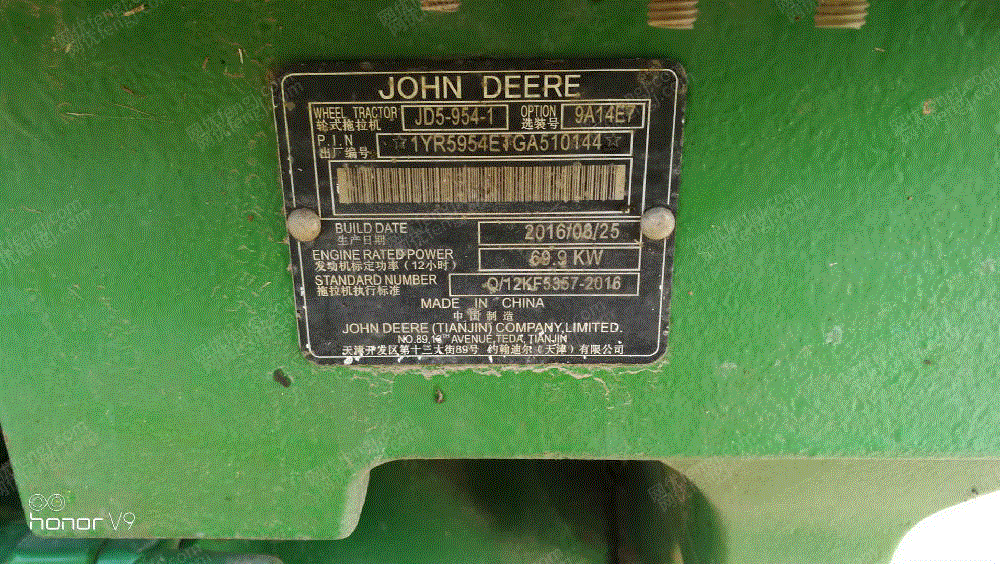 JOHN DEERE
WHEEL TRACTOR JD5-954-1 OPTION 9A14E7
轮式拖拉机 选装号
P.I.N ☆1YR5954ETGA510144☆
出厂编号
BUILD DATE 2016/08/25
生产日期
ENGINE RATED POWER 69.9 KW
发动机标定功率(12小时)
STANDARD NUMBER Q/12KF5357-2016
拖拉机执行标准
MADE IN CHINA
中国制造
JOHN DEERE (TIANJIN) COMPANY,LIMITED.
NO.89,13TH AVENUE,TEDA,TIANJIN
天津开发区第十三大街89号 约翰迪尔(天津)有限公司
honor V9